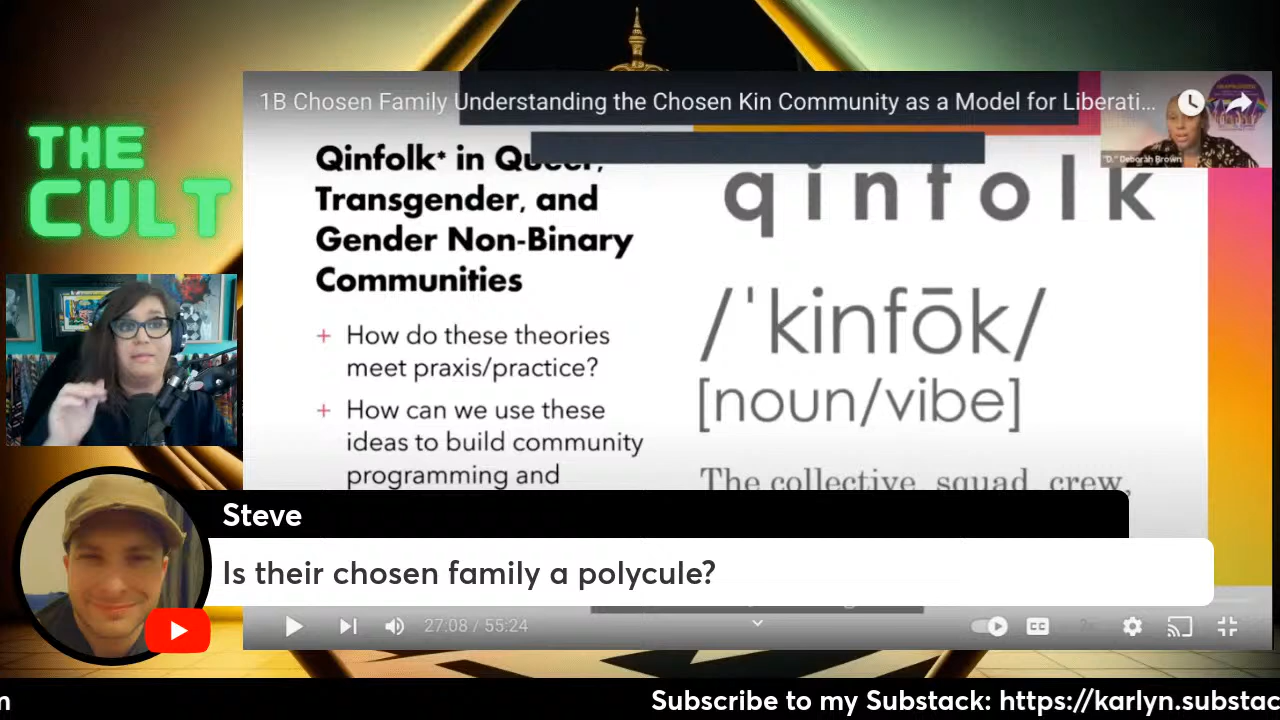 THE
CULT
1B Chosen Family Understanding the Chosen Kin Community as a Model for Liberati...
"D." Deborah Brown
Qinfolk* in Queer,
Transgender, and
Gender Non-Binary
Communities
+ How do these theories
meet praxis/practice?
+ How can we use these
ideas to build community
programming and
qinfolk
/ˈkinfōk/
[noun/vibe]
The collective, squad, crew,
Steve
Is their chosen family a polycule?
27:08 / 55:24
CC
2x
m
Subscribe to my Substack: https://karlyn.substac